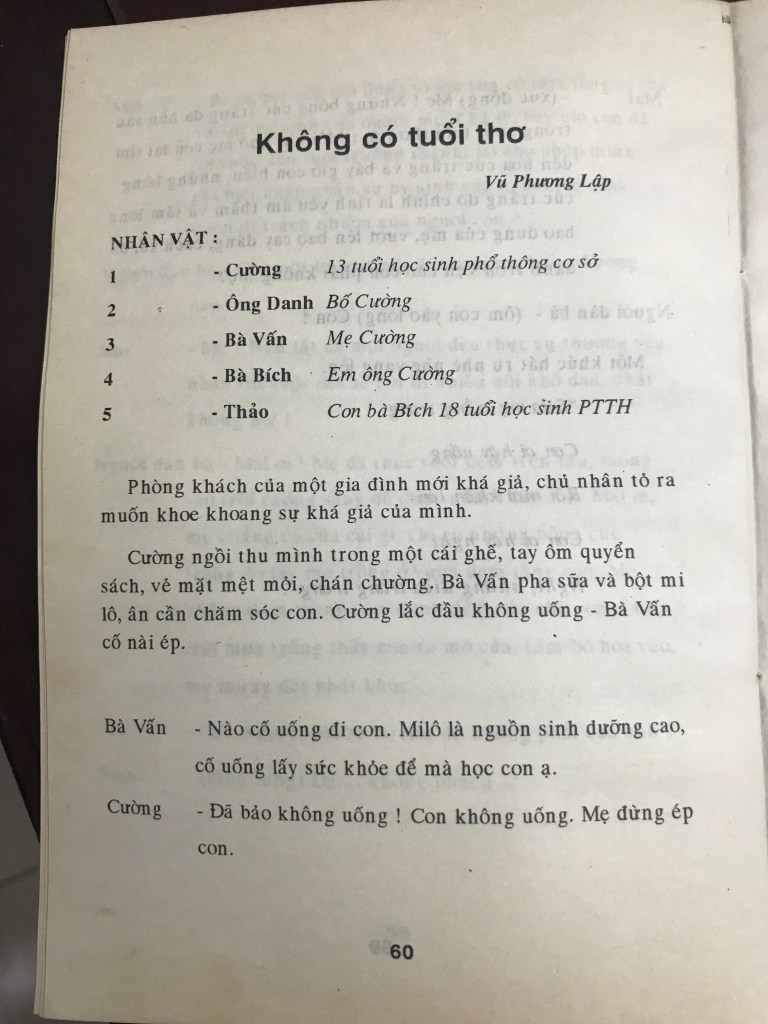 Không có tuổi thơ
Vũ Phương Lập
NHÂN VẬT :
1 - Cường 13 tuổi học sinh phổ thông cơ sở
2 - Ông Danh Bố Cường
3 - Bà Vấn Mẹ Cường
4 - Bà Bích Em ông Cường
5 - Thảo Con bà Bích 18 tuổi học sinh PTTH
Phòng khách của một gia đình mới khá giả, chủ nhân tỏ ra
muốn khoe khoang sự khá giả của mình.
Cường ngồi thu mình trong một cái ghế, tay ôm quyển
sách, vẻ mặt mệt mỏi, chán chường. Bà Vấn pha sữa và bột mi
lô, ân cần chăm sóc con. Cường lắc đầu không uống - Bà Vấn
cố nài ép.
Bà Vấn - Nào cố uống đi con. Milô là nguồn sinh dưỡng cao,
cố uống lấy sức khỏe để mà học con ạ.
Cường - Đã bảo không uống ! Con không uống. Mẹ đừng ép
con.
60